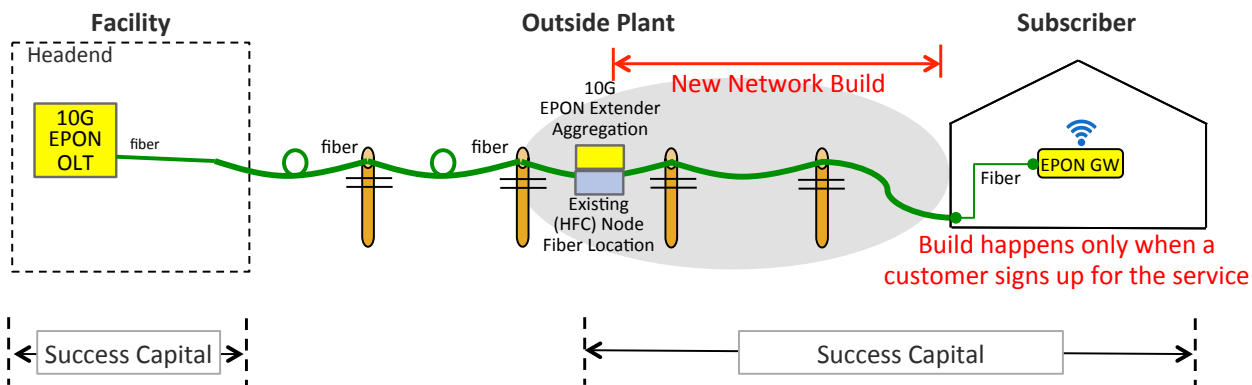 Facility
Outside Plant
Subscriber
Headend
New Network Build
10G
EPON Extender
Aggregation
10G
EPON
OLT
fiber
fiber
fiber
EPON GW
Fiber
Existing
(HFC) Node
Fiber Location
Build happens only when a
customer signs up for the service
Success Capital
Success Capital